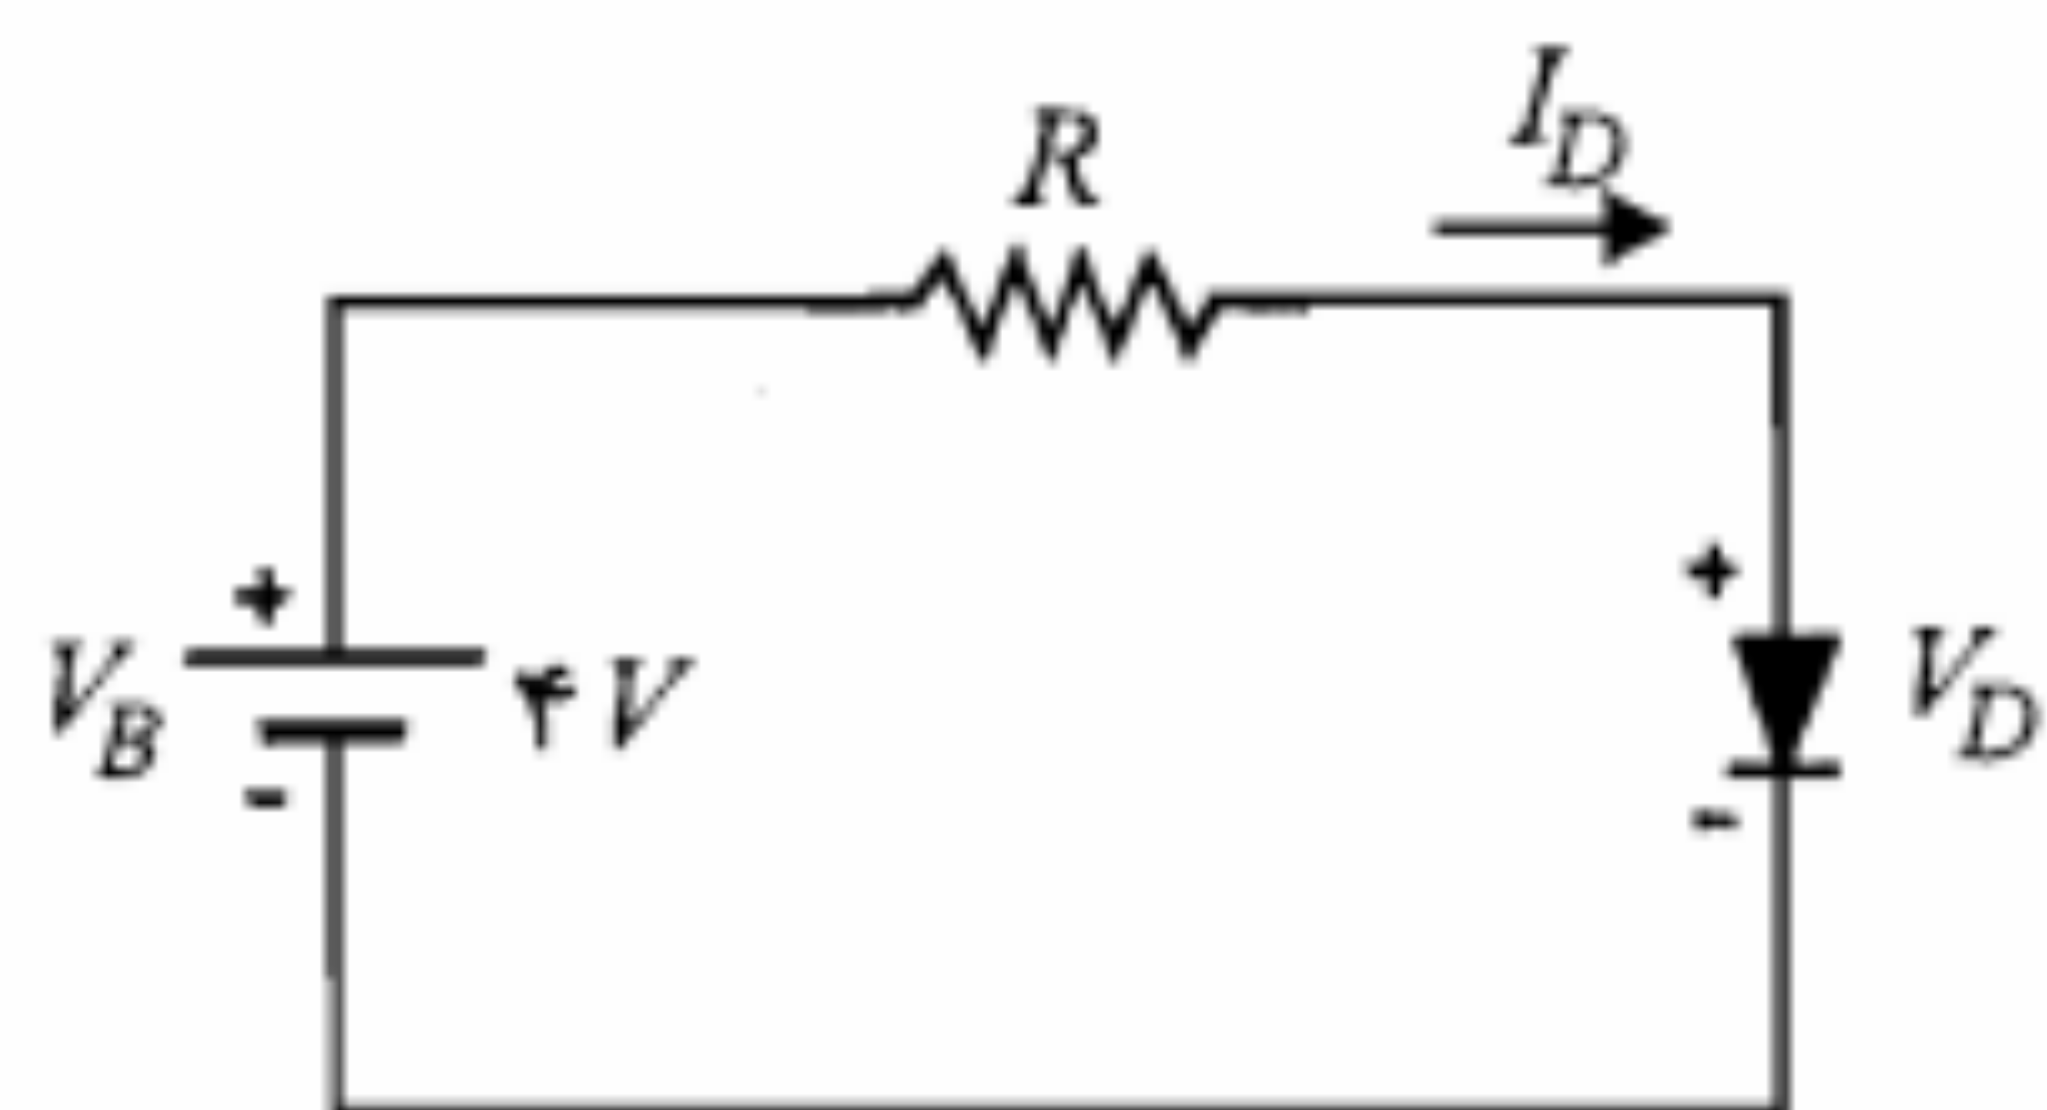 I_D
R
+
+
V_B
۴ V
V_D
-
-